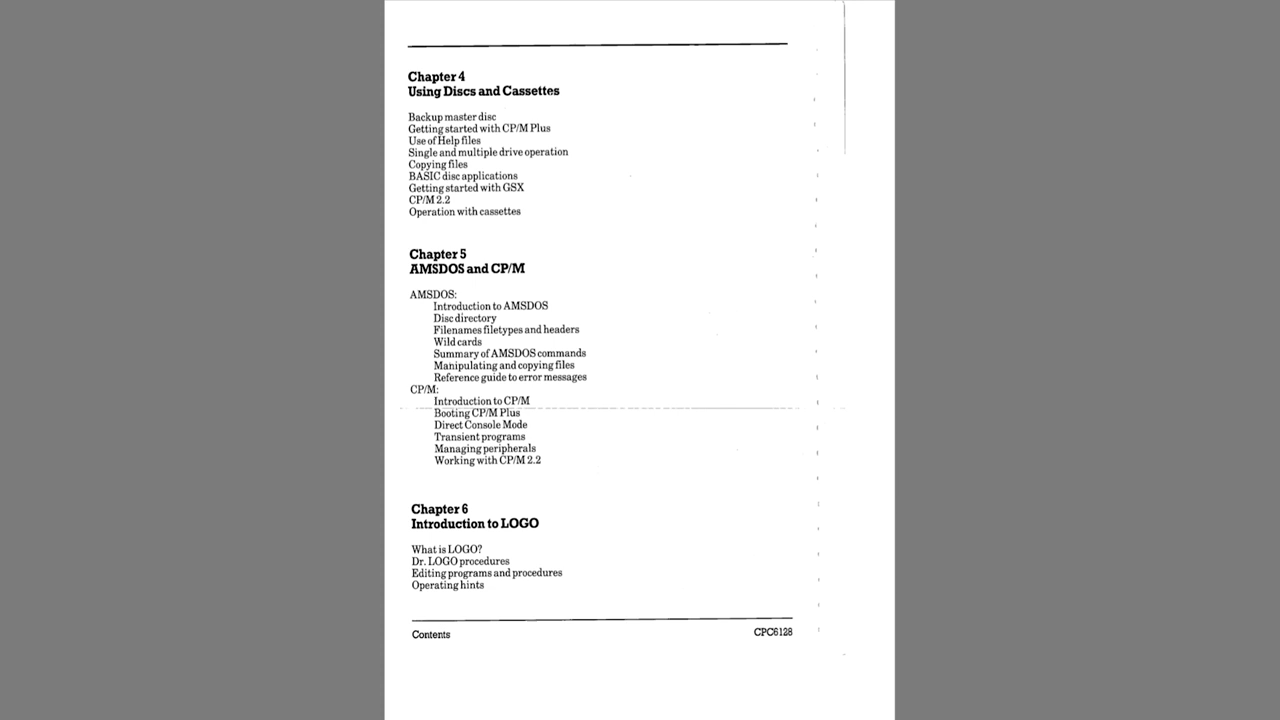 Chapter 4
Using Discs and Cassettes
Backup master disc
Getting started with CP/M Plus
Use of Help files
Single and multiple drive operation
Copying files
BASIC disc applications
Getting started with GSX
CP/M 2.2
Operation with cassettes
Chapter 5
AMSDOS and CP/M
AMSDOS:
Introduction to AMSDOS
Disc directory
Filenames filetypes and headers
Wild cards
Summary of AMSDOS commands
Manipulating and copying files
Reference guide to error messages
CP/M:
Introduction to CP/M
Booting CP/M Plus
Direct Console Mode
Transient programs
Managing peripherals
Working with CP/M 2.2
Chapter 6
Introduction to LOGO
What is LOGO?
Dr. LOGO procedures
Editing programs and procedures
Operating hints
Contents CPC6128